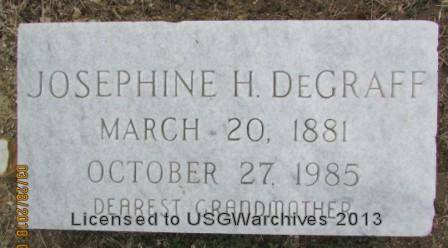 JOSEPHINE H. DEGRAFF
MARCH 20, 1881
OCTOBER 27, 1985
DEAREST GRANDMOTHER
Licensed to USGWarchives 2013